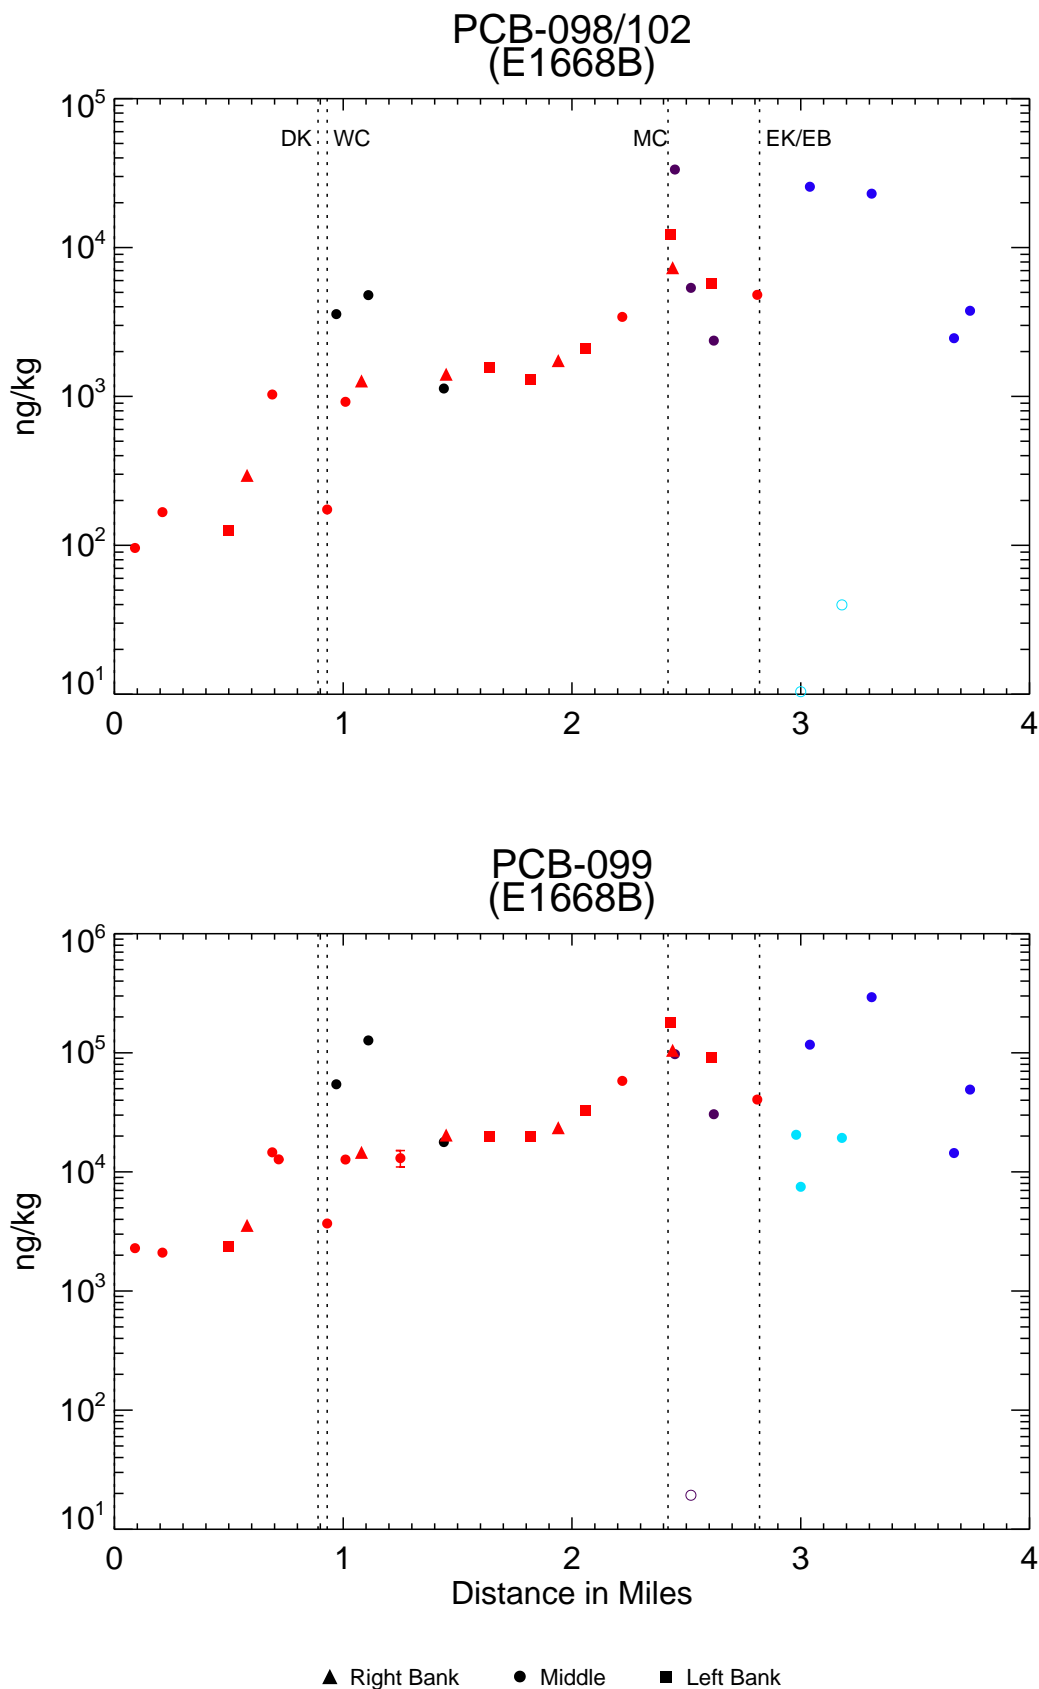 PCB-098/102
(E1668B)
10^5
DK WC MC EK/EB
10^4
ng/kg
10^3
10^2
10^1
0 1 2 3 4
PCB-099
(E1668B)
10^6
10^5
10^4
ng/kg
10^3
10^2
10^1
0 1 2 3 4
Distance in Miles
Right Bank Middle Left Bank